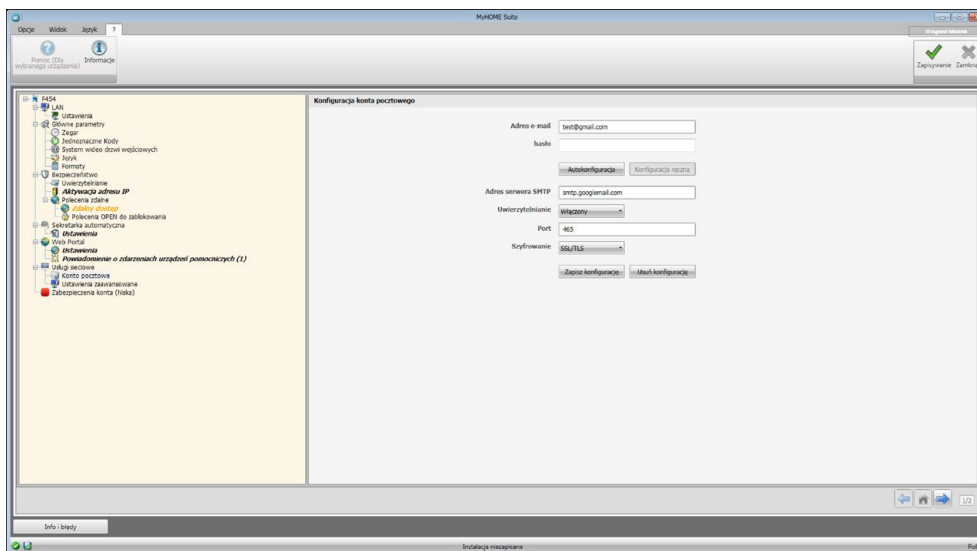 MyHOME Suite
Opcje Widok Język ?
Pomoc (Dla wybranego urządzenia)
Informacje
Zapisywanie
F454
LAN
Ustawienia
Główne parametry
Zegar
Jednoznaczne Kody
System wideo drzwi wejściowych
Język
Formaty
Bezpieczeństwo
Uwierzytelnianie
Aktywacja adresu IP
Polecenia zdalne
Zdalny dostęp
Polecenia OPEN do zablokowania
Sekretarka automatyczna
Ustawienia
Web Portal
Ustawienia
Powiadomienie o zdarzeniach urządzeń pomocniczych (1)
Usługi sieciowe
Konto pocztowe
Ustawienia zaawansowane
Zabezpieczenia konta (Niska)
Konfiguracja konta pocztowego
Adres e-mail test@gmail.com
hasło
Autokonfiguracja Konfiguracja ręczna
Adres serwera SMTP smtp.googlemail.com
Uwierzytelnianie Włączony
Port 465
Szyfrowanie SSL/TLS
Zapisz konfigurację Usuń konfigurację
1/2
Info i błędy
Instalacja niezapisana